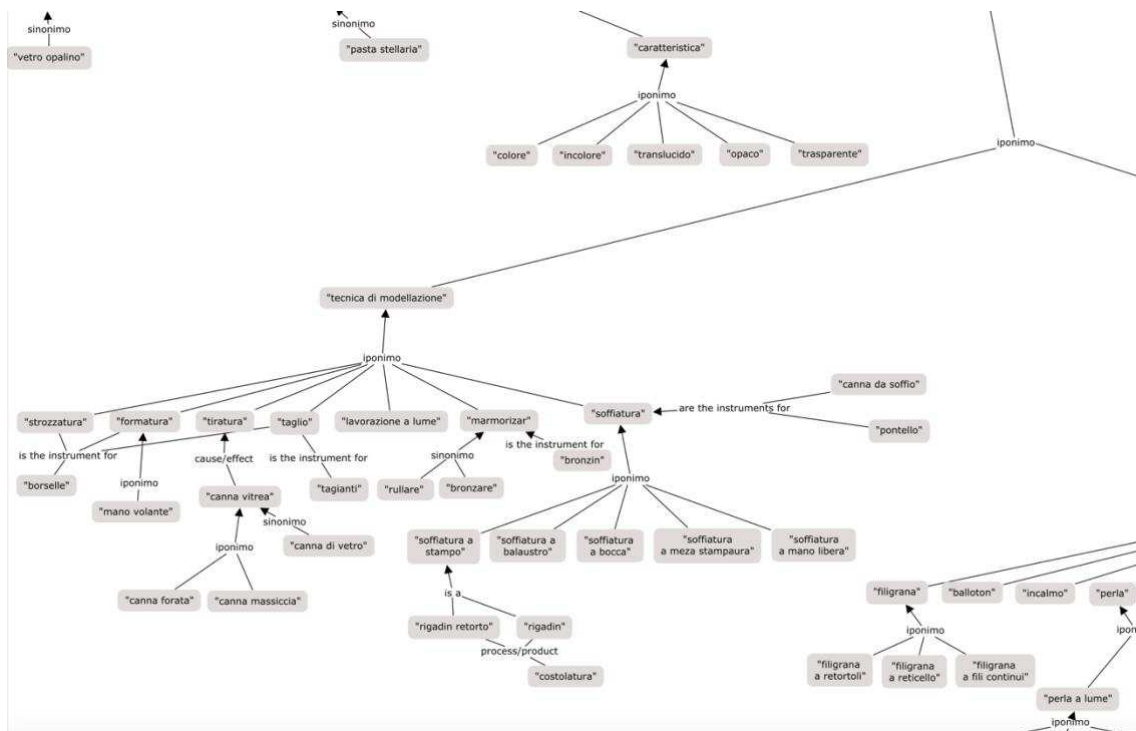 sinonimo
"vetro opalino"
sinonimo
"pasta stellaria"
"caratteristica"
iponimo
"colore"
"incolore"
"translucido"
"opaco"
"trasparente"
iponimo
"tecnica di modellazione"
iponimo
"strozzatura"
"formatura"
"tiratura"
"taglio"
"lavorazione a lume"
"marmorizar"
"soffiatura"
are the instruments for
"canna da soffio"
"pontello"
is the instrument for
cause/effect
is the instrument for
sinonimo
is the instrument for
"bronzin"
"borselle"
iponimo
"mano volante"
"canna vitrea"
"tagianti"
"rullare"
"bronzare"
iponimo
sinonimo
"canna di vetro"
iponimo
"canna forata"
"canna massiccia"
"soffiatura a
stampo"
"soffiatura a
balaustro"
"soffiatura
a bocca"
"soffiatura
a meza stampaura"
"soffiatura
a mano libera"
is a
"rigadin retorto"
"rigadin"
process/product
"costolatura"
"filigrana"
"balloton"
"incalmo"
"perla"
iponimo
ipon
"filigrana
a retortoli"
"filigrana
a reticello"
"filigrana
a fili continui"
"perla a lume"
iponimo